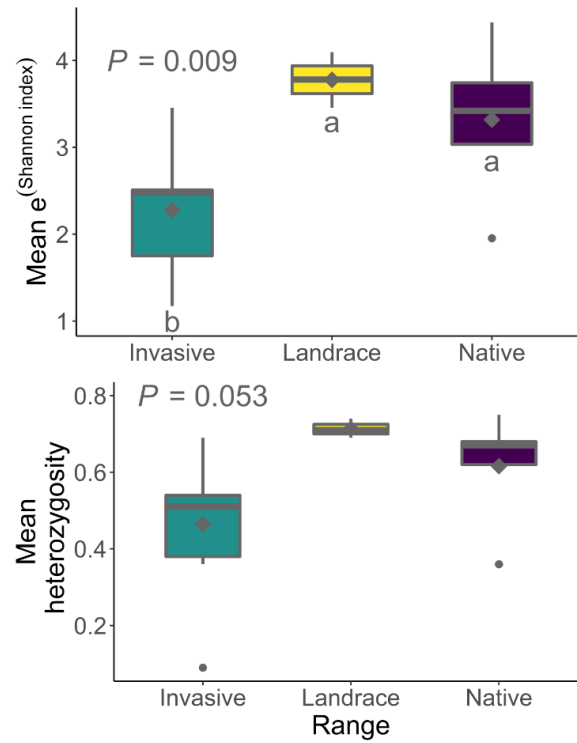 Mean e(Shannon index)
4
3
2
1
P = 0.009
a
a
b
Invasive Landrace Native
Mean
heterozygosity
0.8
0.6
0.4
0.2
P = 0.053
Invasive Landrace Native
Range